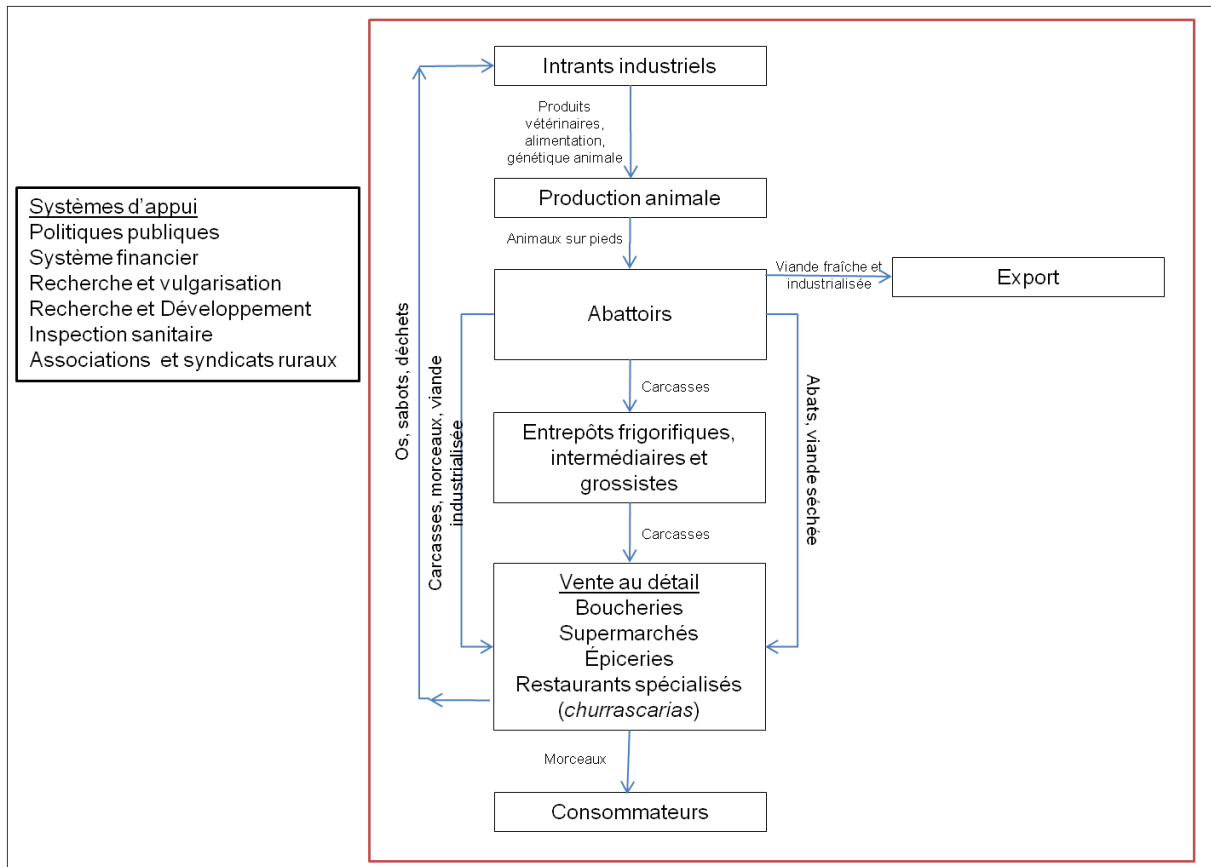 Intrants industriels
Produits
vétérinaires,
alimentation,
génétique animale
Production animale
Animaux sur pieds
Systèmes d'appui
Politiques publiques
Système financier
Recherche et vulgarisation
Recherche et Développement
Inspection sanitaire
Associations et syndicats ruraux
Abattoirs
Viande fraîche et
industrialisée
Export
Os, sabots, déchets
Carcasses, morceaux, viande
industrialisée
Carcasses
Abats, viande séchée
Entrepôts frigorifiques,
intermédiaires et
grossistes
Carcasses
Vente au détail
Boucheries
Supermarchés
Épiceries
Restaurants spécialisés
(churrascarias)
Morceaux
Consommateurs